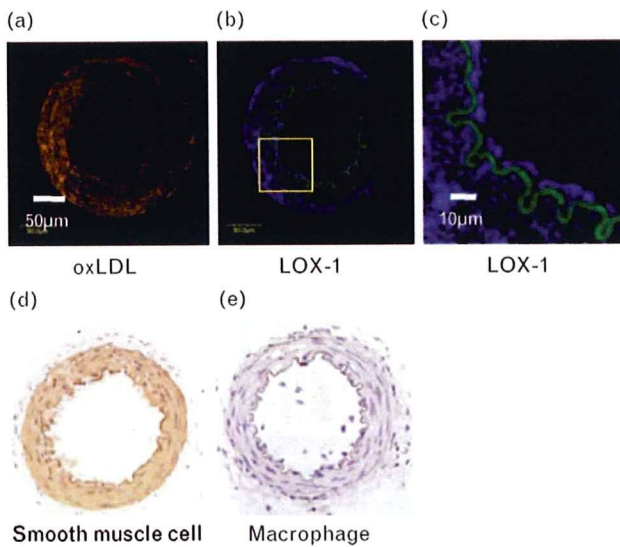 (a)
(b)
(c)
50μm
10μm
oxLDL
LOX-1
LOX-1
(d)
(e)
Smooth muscle cell
Macrophage